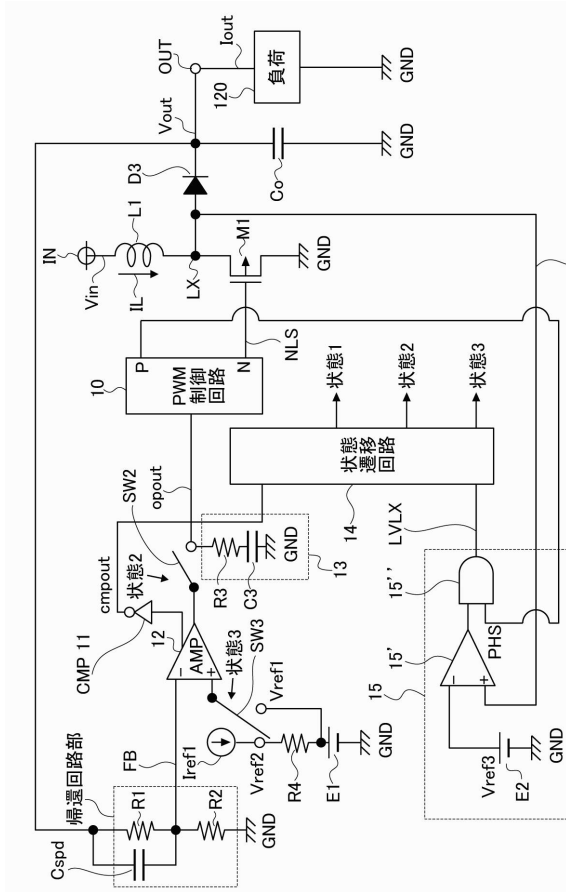 帰還回路部
Cspd
R1
R2
GND
FB
CMP 11
cmpout
12
AMP
−
+
状態2
SW2
opout
状態3
SW3
Iref1
Vref2
Vref1
R4
E1
GND
R3
C3
GND
13
10
PWM
制御
回路
P
N
NLS
IN
Vin
IL
L1
LX
M1
GND
D3
Vout
OUT
Iout
120
負荷
Co
GND
GND
14
状態
遷移
回路
状態1
状態2
状態3
LVLX
15
15'
15''
−
+
PHS
Vref3
E2
GND